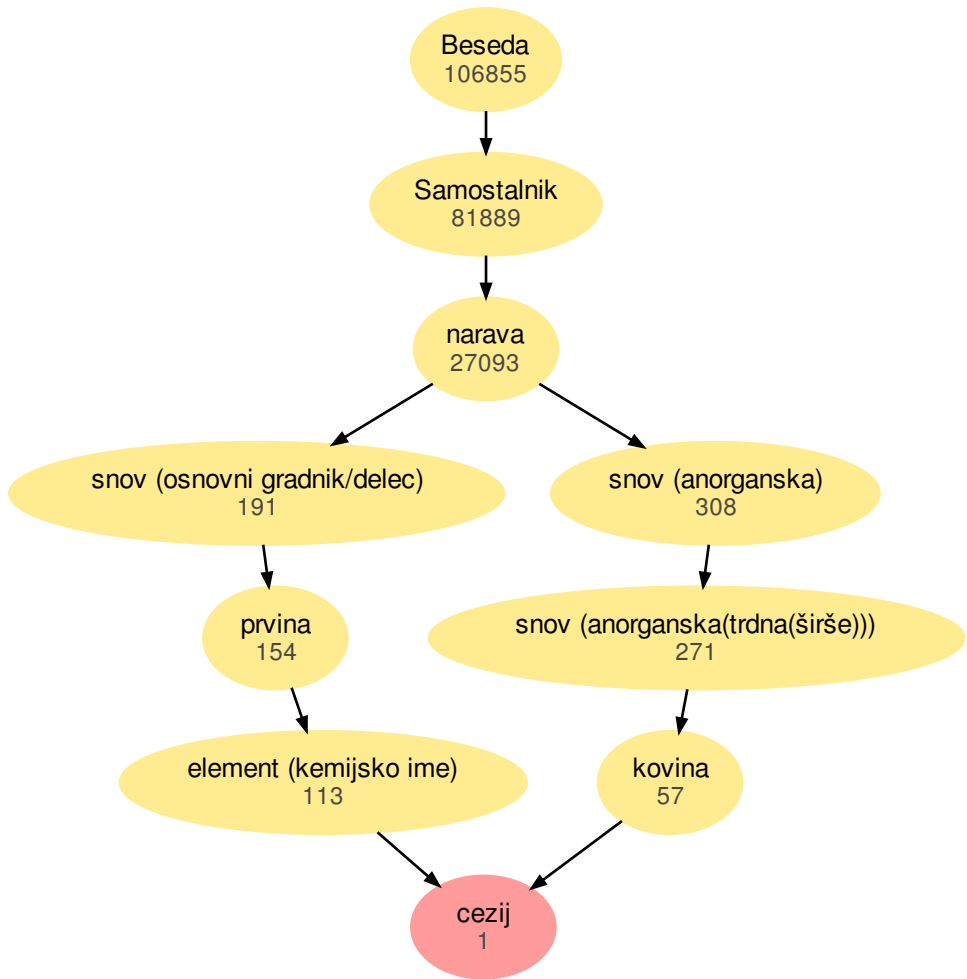 Beseda
106855
Samostalnik
81889
narava
27093
snov (osnovni gradnik/delec)
191
snov (anorganska)
308
prvina
154
snov (anorganska(trdna(širše)))
271
element (kemijsko ime)
113
kovina
57
cezij
1